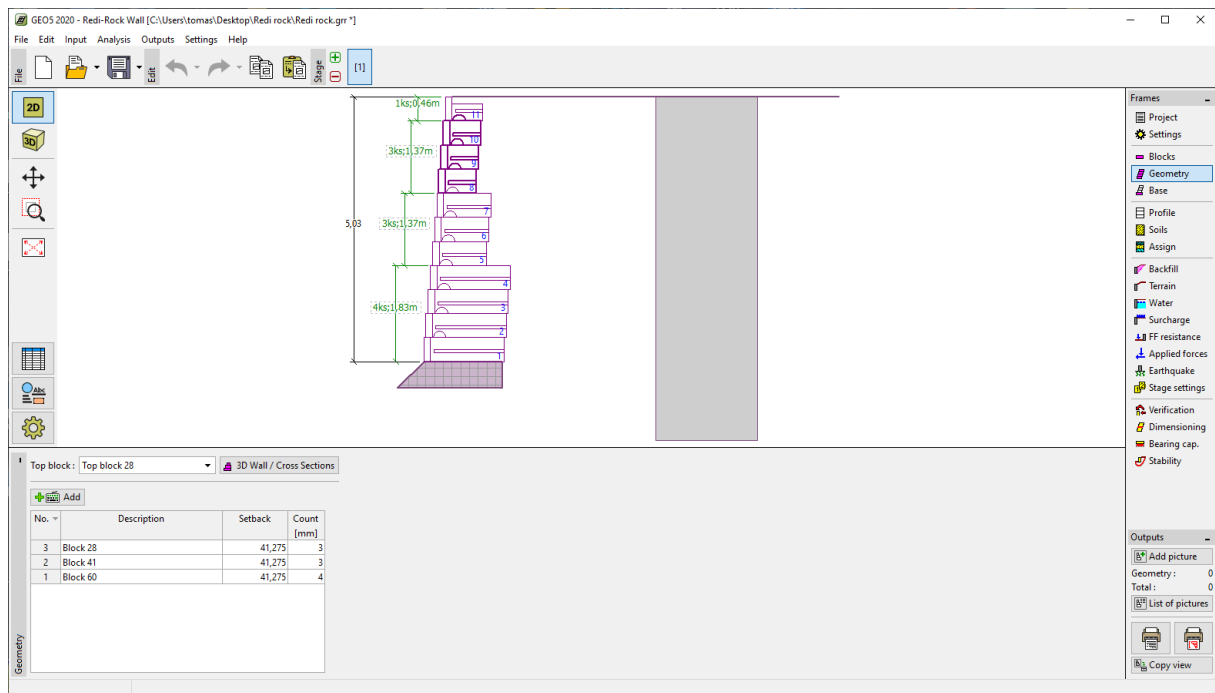 GEO5 2020 - Redi-Rock Wall [C:\Users\tomas\Desktop\Redi rock\Redi rock.grr *]
File Edit Input Analysis Outputs Settings Help
File
Edit
Stage
[1]
2D
3D
Abc
1ks;0,46m
3ks;1,37m
5,03
3ks;1,37m
4ks;1,83m
11
10
9
8
7
6
5
4
3
2
1
Frames
Project
Settings
Blocks
Geometry
Base
Profile
Soils
Assign
Backfill
Terrain
Water
Surcharge
FF resistance
Applied forces
Earthquake
Stage settings
Verification
Dimensioning
Bearing cap.
Stability
Geometry
Top block : Top block 28 3D Wall / Cross Sections
Add
No. Description Setback Count
[mm]
3 Block 28 41,275 3
2 Block 41 41,275 3
1 Block 60 41,275 4
Outputs
Add picture
Geometry : 0
Total : 0
List of pictures
Copy view